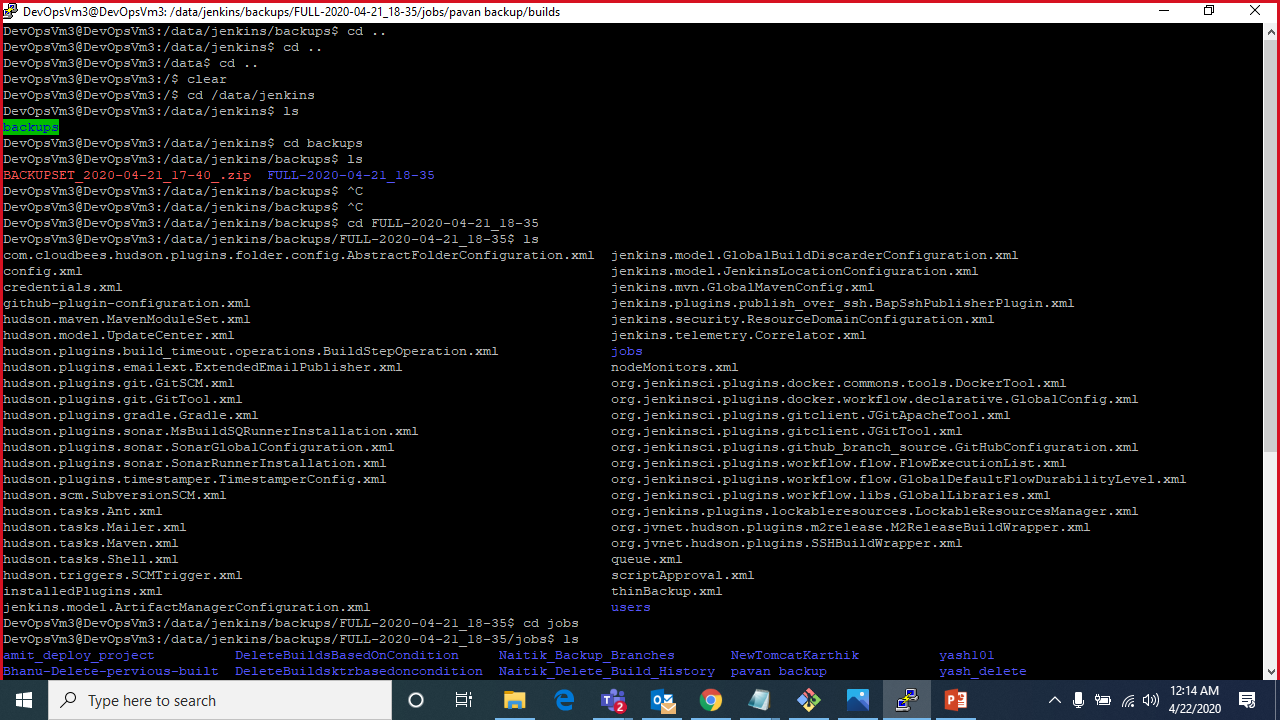 DevOpsVm3@DevOpsVm3: /data/jenkins/backups/FULL-2020-04-21_18-35/jobs/pavan backup/builds
DevOpsVm3@DevOpsVm3:/data/jenkins/backups$ cd ..
DevOpsVm3@DevOpsVm3:/data/jenkins$ cd ..
DevOpsVm3@DevOpsVm3:/data$ cd ..
DevOpsVm3@DevOpsVm3:/$ clear
DevOpsVm3@DevOpsVm3:/$ cd /data/jenkins
DevOpsVm3@DevOpsVm3:/data/jenkins$ ls
backups
DevOpsVm3@DevOpsVm3:/data/jenkins$ cd backups
DevOpsVm3@DevOpsVm3:/data/jenkins/backups$ ls
BACKUPSET_2020-04-21_17-40_.zip  FULL-2020-04-21_18-35
DevOpsVm3@DevOpsVm3:/data/jenkins/backups$ ^C
DevOpsVm3@DevOpsVm3:/data/jenkins/backups$ ^C
DevOpsVm3@DevOpsVm3:/data/jenkins/backups$ cd FULL-2020-04-21_18-35
DevOpsVm3@DevOpsVm3:/data/jenkins/backups/FULL-2020-04-21_18-35$ ls
com.cloudbees.hudson.plugins.folder.config.AbstractFolderConfiguration.xml  jenkins.model.GlobalBuildDiscarderConfiguration.xml
config.xml  jenkins.model.JenkinsLocationConfiguration.xml
credentials.xml  jenkins.mvn.GlobalMavenConfig.xml
github-plugin-configuration.xml  jenkins.plugins.publish_over_ssh.BapSshPublisherPlugin.xml
hudson.maven.MavenModuleSet.xml  jenkins.security.ResourceDomainConfiguration.xml
hudson.model.UpdateCenter.xml  jenkins.telemetry.Correlator.xml
hudson.plugins.build_timeout.operations.BuildStepOperation.xml  jobs
hudson.plugins.emailext.ExtendedEmailPublisher.xml  nodeMonitors.xml
hudson.plugins.git.GitSCM.xml  org.jenkinsci.plugins.docker.commons.tools.DockerTool.xml
hudson.plugins.git.GitTool.xml  org.jenkinsci.plugins.docker.workflow.declarative.GlobalConfig.xml
hudson.plugins.gradle.Gradle.xml  org.jenkinsci.plugins.gitclient.JGitApacheTool.xml
hudson.plugins.sonar.MsBuildSQRunnerInstallation.xml  org.jenkinsci.plugins.gitclient.JGitTool.xml
hudson.plugins.sonar.SonarGlobalConfiguration.xml  org.jenkinsci.plugins.github_branch_source.GitHubConfiguration.xml
hudson.plugins.sonar.SonarRunnerInstallation.xml  org.jenkinsci.plugins.workflow.flow.FlowExecutionList.xml
hudson.plugins.timestamper.TimestamperConfig.xml  org.jenkinsci.plugins.workflow.flow.GlobalDefaultFlowDurabilityLevel.xml
hudson.scm.SubversionSCM.xml  org.jenkinsci.plugins.workflow.libs.GlobalLibraries.xml
hudson.tasks.Ant.xml  org.jenkins.plugins.lockableresources.LockableResourcesManager.xml
hudson.tasks.Mailer.xml  org.jvnet.hudson.plugins.m2release.M2ReleaseBuildWrapper.xml
hudson.tasks.Maven.xml  org.jvnet.hudson.plugins.SSHBuildWrapper.xml
hudson.tasks.Shell.xml  queue.xml
hudson.triggers.SCMTrigger.xml  scriptApproval.xml
installedPlugins.xml  thinBackup.xml
jenkins.model.ArtifactManagerConfiguration.xml  users
DevOpsVm3@DevOpsVm3:/data/jenkins/backups/FULL-2020-04-21_18-35$ cd jobs
DevOpsVm3@DevOpsVm3:/data/jenkins/backups/FULL-2020-04-21_18-35/jobs$ ls
amit_deploy_project  DeleteBuildsBasedOnCondition  Naitik_Backup_Branches  NewTomcatKarthik  yash101
Bhanu-Delete-pervious-built  DeleteBuildsktrbasedoncondition  Naitik_Delete_Build_History  pavan backup  yash_delete
Type here to search
2
12:14 AM
4/22/2020